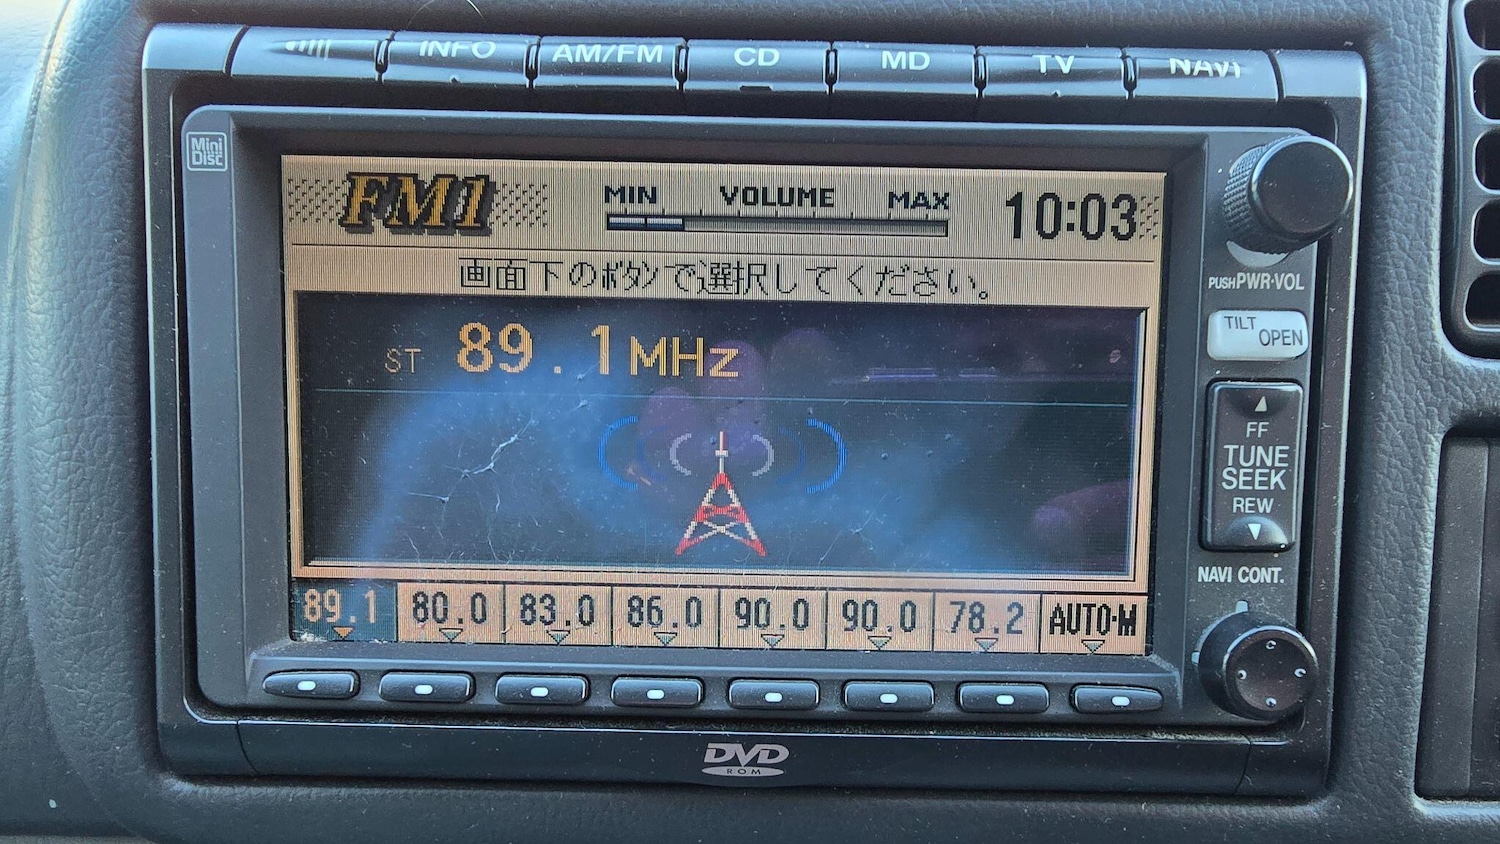 INFO AM/FM CD MD TV NAVI
Mini
Disc
FM1 MIN VOLUME MAX 10:03
PUSH PWR·VOL
画面下のボタンで選択してください。
TILT
OPEN
ST 89.1MHz
FF
TUNE
SEEK
REW
NAVI CONT.
89.1 80.0 83.0 86.0 90.0 90.0 78.2 AUTO·M
DVD
ROM